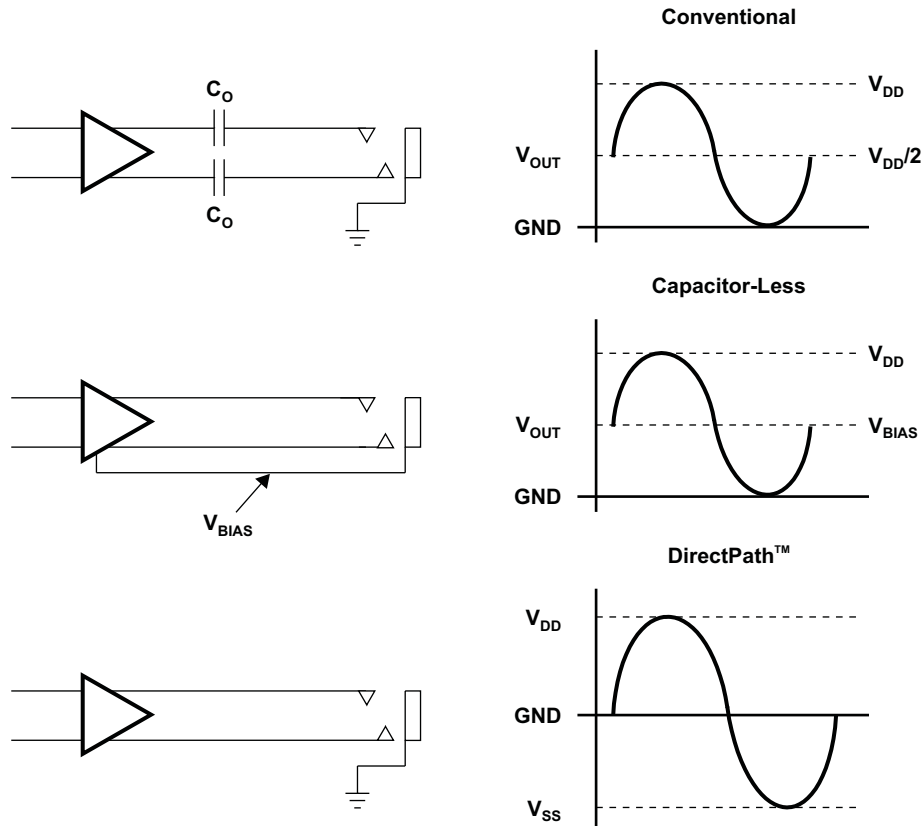 Conventional
C_O
C_O
V_DD
V_OUT
V_DD/2
GND
Capacitor-Less
V_DD
V_OUT
V_BIAS
GND
V_BIAS
DirectPath™
V_DD
GND
V_SS